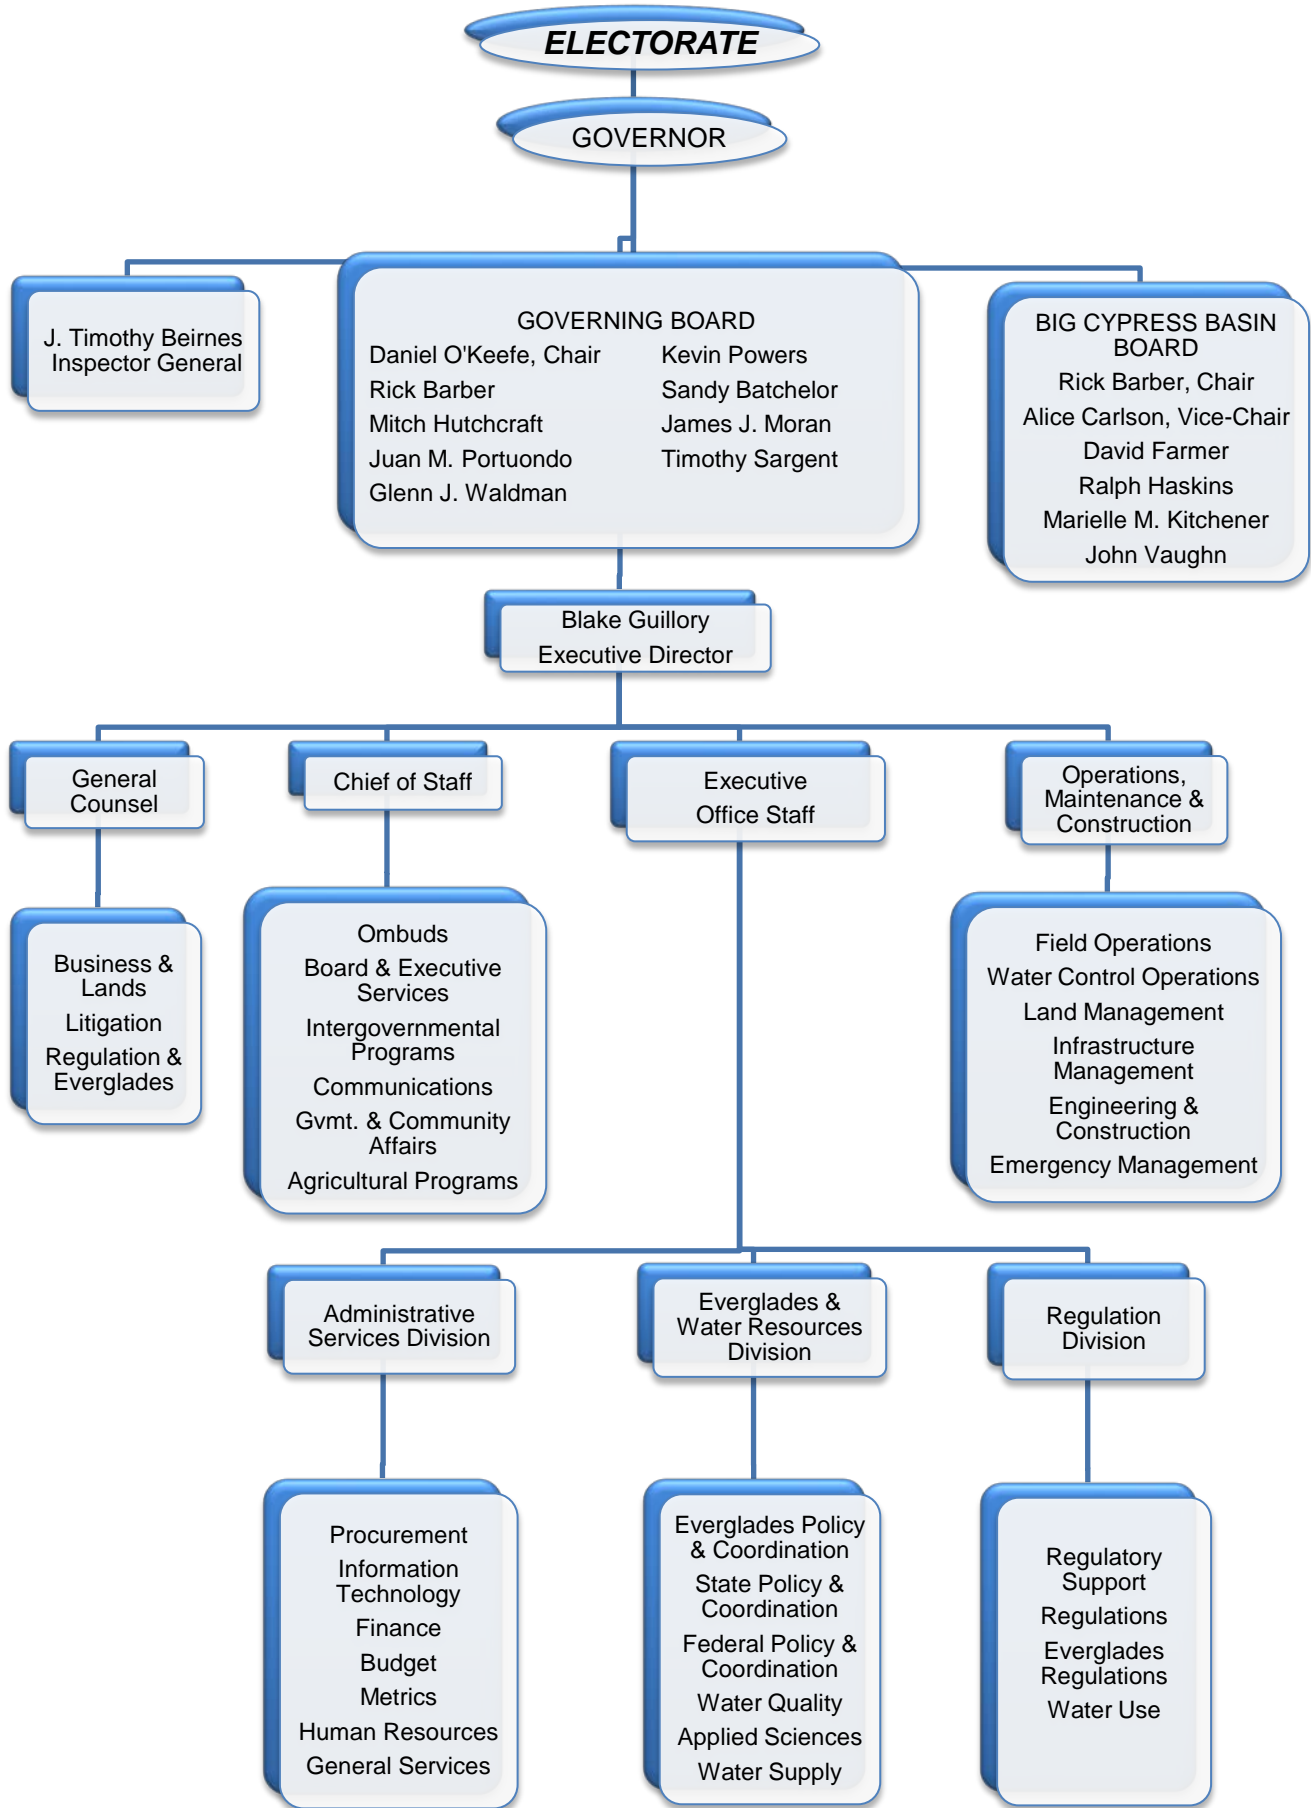 ELECTORATE
GOVERNOR
J. Timothy Beirnes
Inspector General
GOVERNING BOARD
Daniel O'Keefe, Chair
Rick Barber
Mitch Hutchcraft
Juan M. Portuondo
Glenn J. Waldman
Kevin Powers
Sandy Batchelor
James J. Moran
Timothy Sargent
BIG CYPRESS BASIN
BOARD
Rick Barber, Chair
Alice Carlson, Vice-Chair
David Farmer
Ralph Haskins
Marielle M. Kitchener
John Vaughn
Blake Guillory
Executive Director
General
Counsel
Chief of Staff
Executive
Office Staff
Operations,
Maintenance &
Construction
Business &
Lands
Litigation
Regulation &
Everglades
Ombuds
Board & Executive
Services
Intergovernmental
Programs
Communications
Gvmt. & Community
Affairs
Agricultural Programs
Field Operations
Water Control Operations
Land Management
Infrastructure
Management
Engineering &
Construction
Emergency Management
Administrative
Services Division
Everglades &
Water Resources
Division
Regulation
Division
Procurement
Information
Technology
Finance
Budget
Metrics
Human Resources
General Services
Everglades Policy
& Coordination
State Policy &
Coordination
Federal Policy &
Coordination
Water Quality
Applied Sciences
Water Supply
Regulatory
Support
Regulations
Everglades
Regulations
Water Use